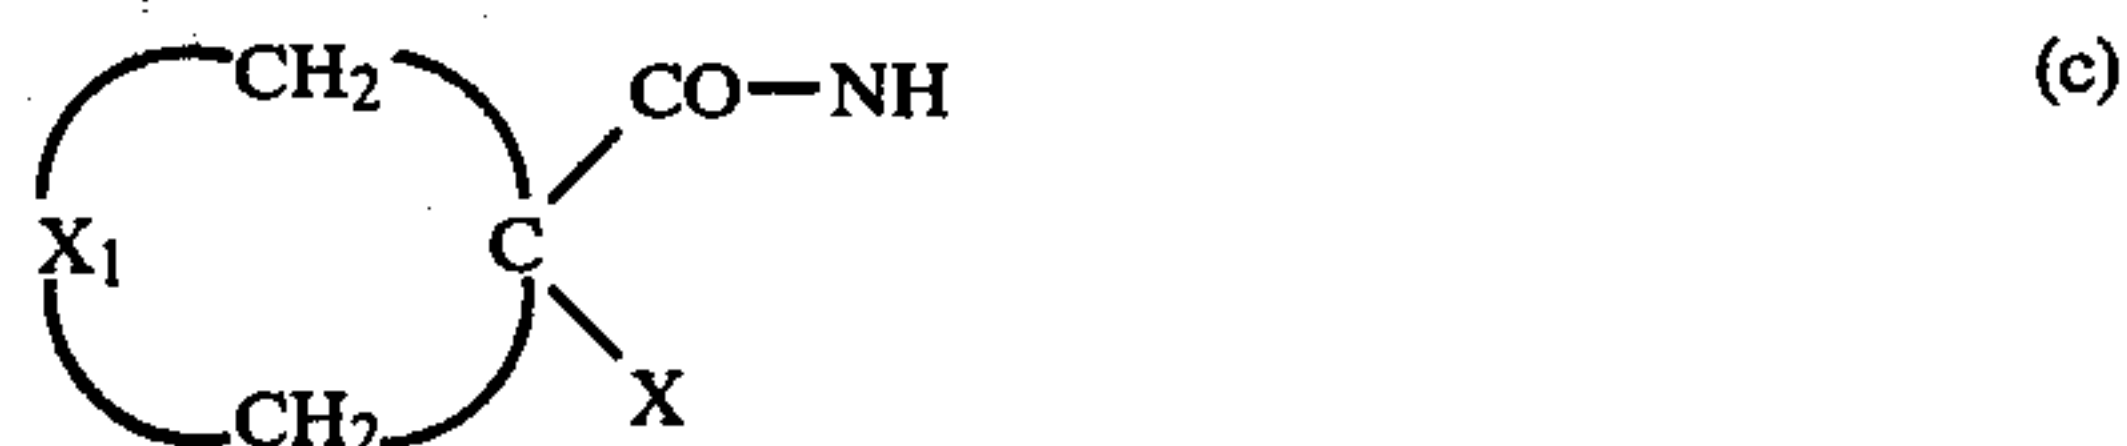 CH2
CO—NH (c)
X1 C
X
CH2